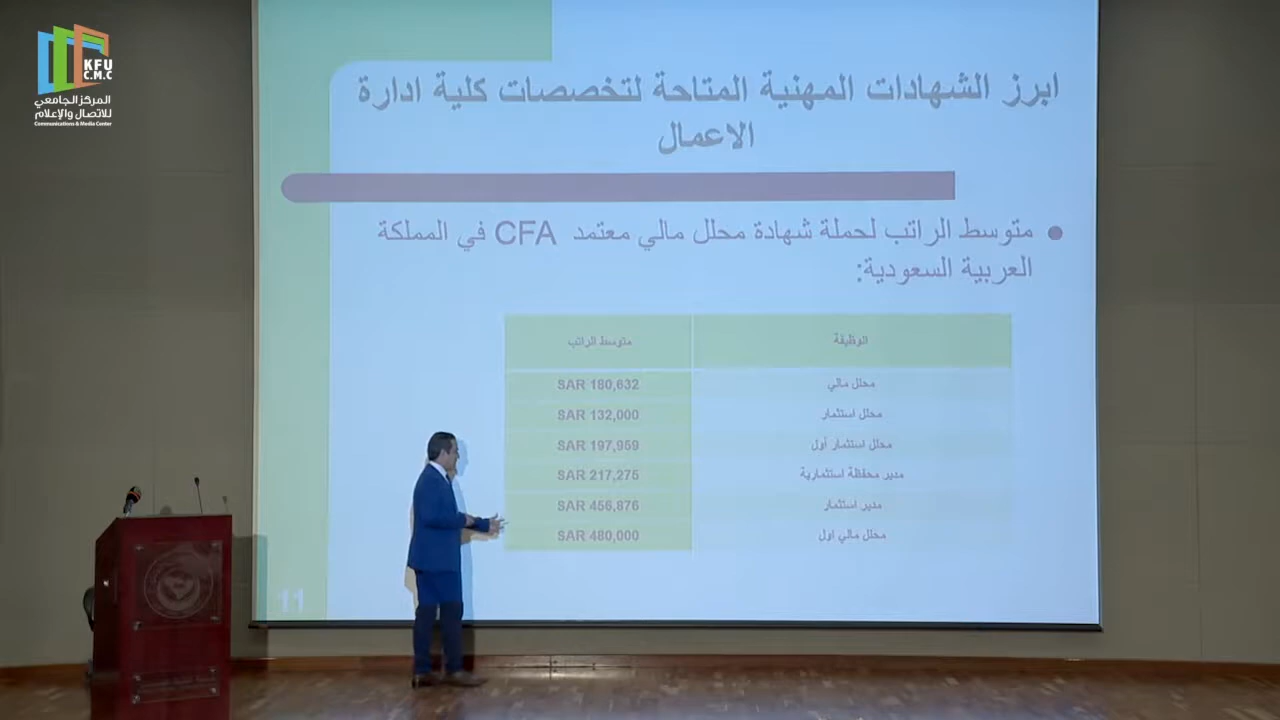 KFU
C.M.C
المركز الجامعي
للاتصال والإعلام
Communications & Media Center
ابرز الشهادات المهنية المتاحة لتخصصات كلية ادارة
الاعمال
متوسط الراتب لحملة شهادة محلل مالي معتمد CFA في المملكة
العربية السعودية:
الوظيفة متوسط الراتب
محلل مالي SAR 180,632
محلل استثمار SAR 132,000
محلل استثمار أول SAR 197,959
مدير محفظة استثمارية SAR 217,275
مدير استثمار SAR 456,876
محلل مالي اول SAR 480,000
11